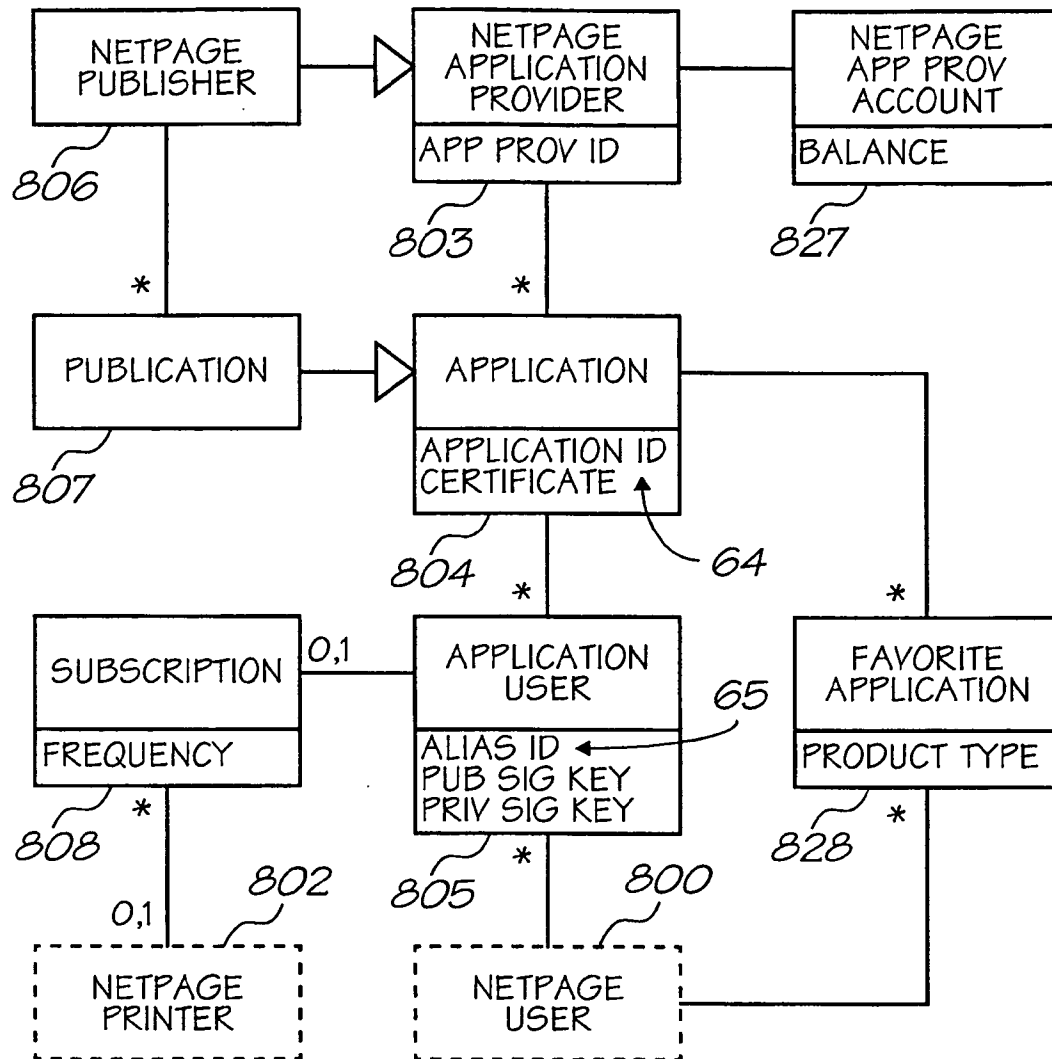 NETPAGE
PUBLISHER
806
NETPAGE
APPLICATION
PROVIDER
APP PROV ID
803
NETPAGE
APP PROV
ACCOUNT
BALANCE
827
*
*
PUBLICATION
807
APPLICATION
APPLICATION ID
CERTIFICATE
64
804
*
*
SUBSCRIPTION
0,1
FREQUENCY
808
*
APPLICATION
USER
65
ALIAS ID
PUB SIG KEY
PRIV SIG KEY
805
*
FAVORITE
APPLICATION
PRODUCT TYPE
828
*
802
0,1
NETPAGE
PRINTER
800
NETPAGE
USER